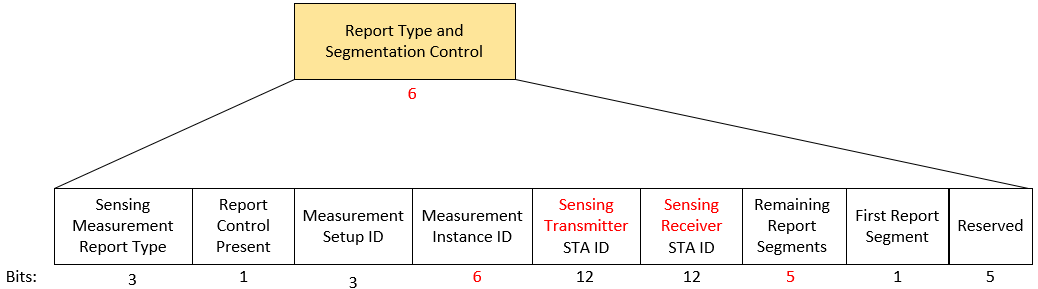 Report Type and
Segmentation Control
6
Sensing
Measurement
Report Type
Report
Control
Present
Measurement
Setup ID
Measurement
Instance ID
Sensing
Transmitter
STA ID
Sensing
Receiver
STA ID
Remaining
Report
Segments
First Report
Segment
Reserved
Bits: 3 1 3 6 12 12 5 1 5